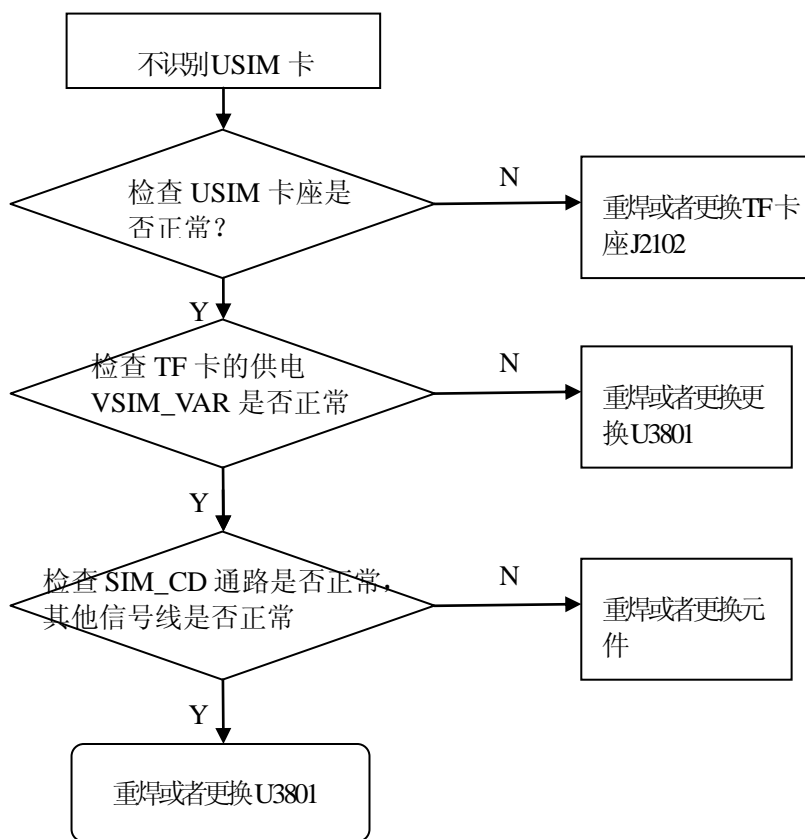 不识别USIM 卡
检查 USIM 卡座是
否正常？
N
重焊或者更换TF卡
座J2102
Y
检查 TF 卡的供电
VSIM_VAR 是否正常
N
重焊或者更换更
换U3801
Y
检查 SIM_CD 通路是否正常，
其他信号线是否正常
N
重焊或者更换元
件
Y
重焊或者更换U3801